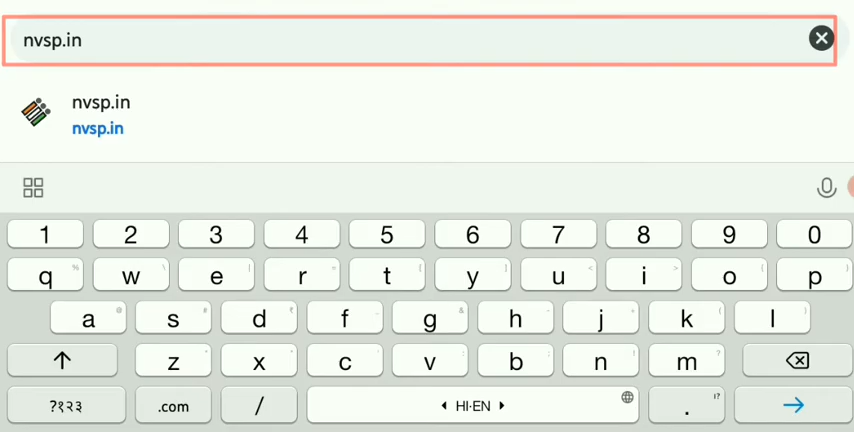 nvsp.in
nvsp.in
nvsp.in
1 2 3 4 5 6 7 8 9 0
q % w \ e | r = t [ y ] u < i > o { p }
a @ s # d ₹ f _ g & h - j + k ( l )
z x c v : b ; n ! m ?
?१२३ .com / HI·EN . !?